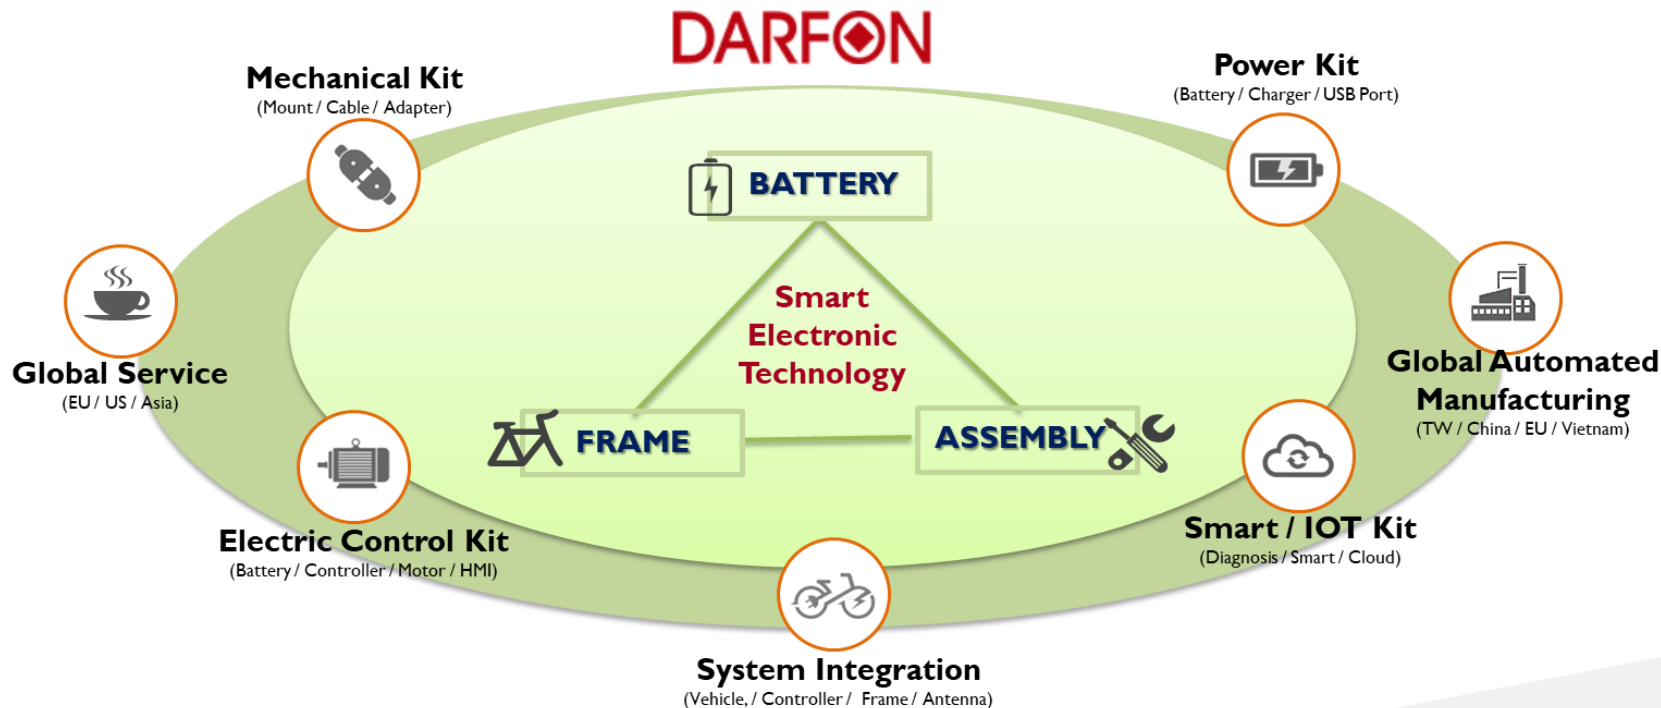 DARFON
Mechanical Kit
(Mount / Cable / Adapter)
Power Kit
(Battery / Charger / USB Port)
BATTERY
Smart
Electronic
Technology
Global Service
(EU / US / Asia)
Global Automated
Manufacturing
(TW / China / EU / Vietnam)
FRAME
ASSEMBLY
Electric Control Kit
(Battery / Controller / Motor / HMI)
Smart / IOT Kit
(Diagnosis / Smart / Cloud)
System Integration
(Vehicle, / Controller / Frame / Antenna)